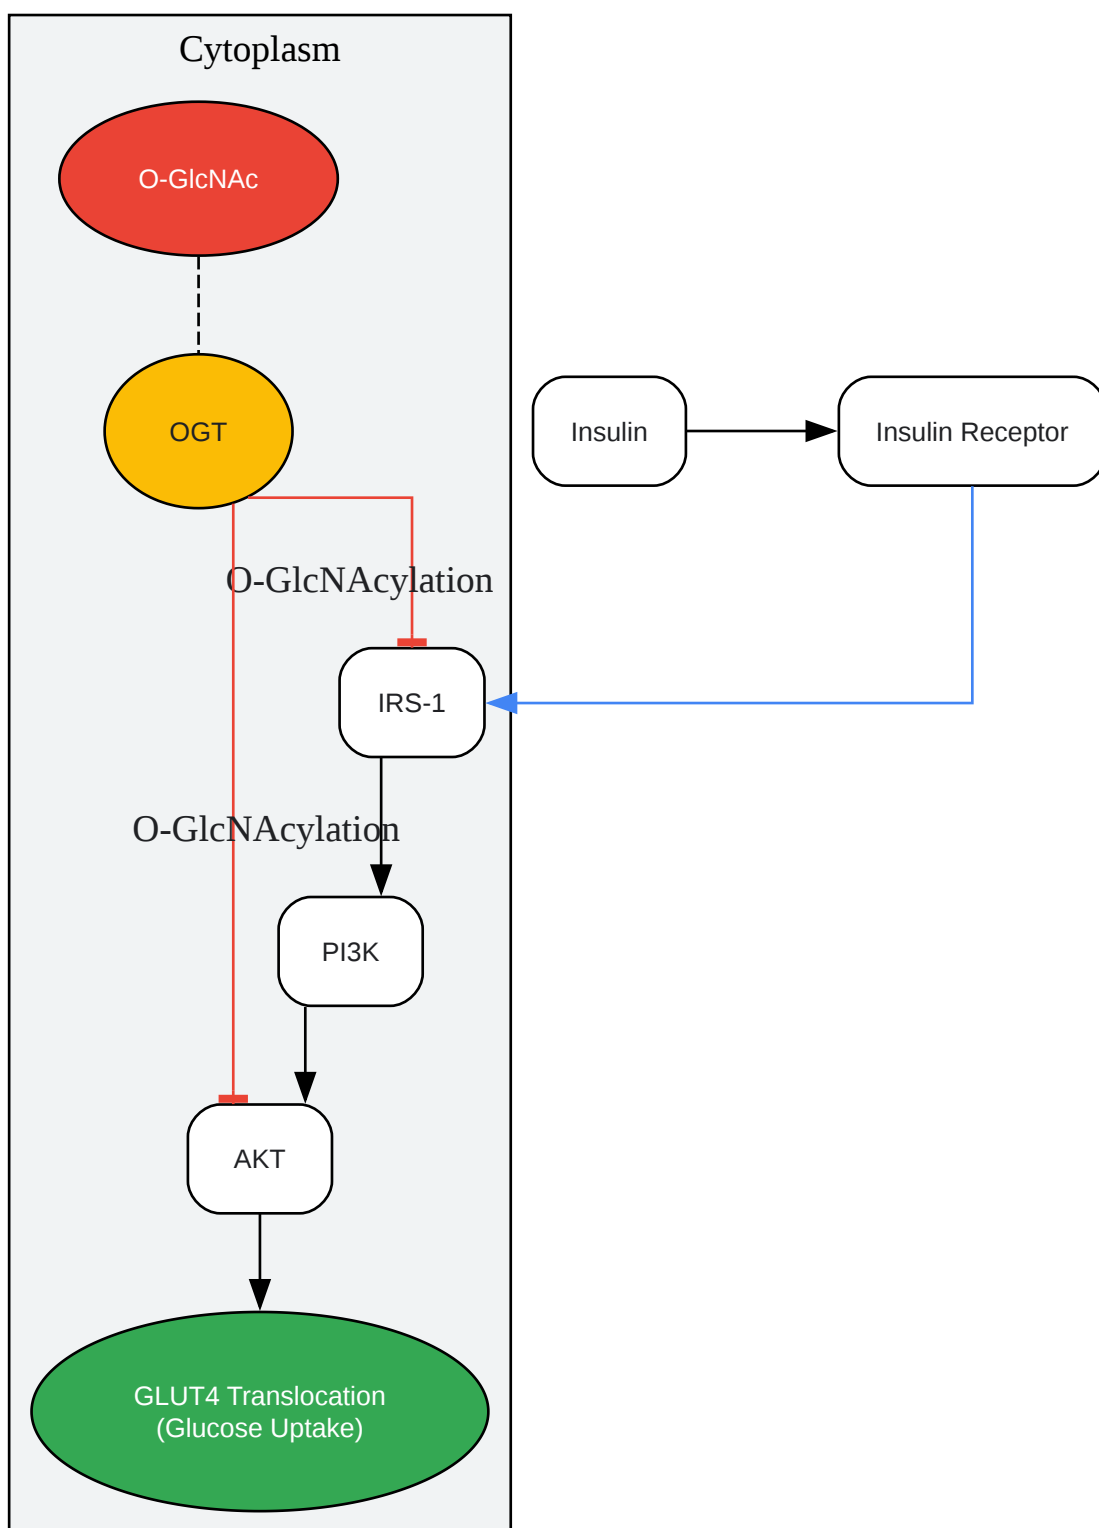 Cytoplasm
O-GlcNAc
OGT
Insulin
Insulin Receptor
O-GlcNAcylation
IRS-1
O-GlcNAcylation
PI3K
AKT
GLUT4 Translocation
(Glucose Uptake)